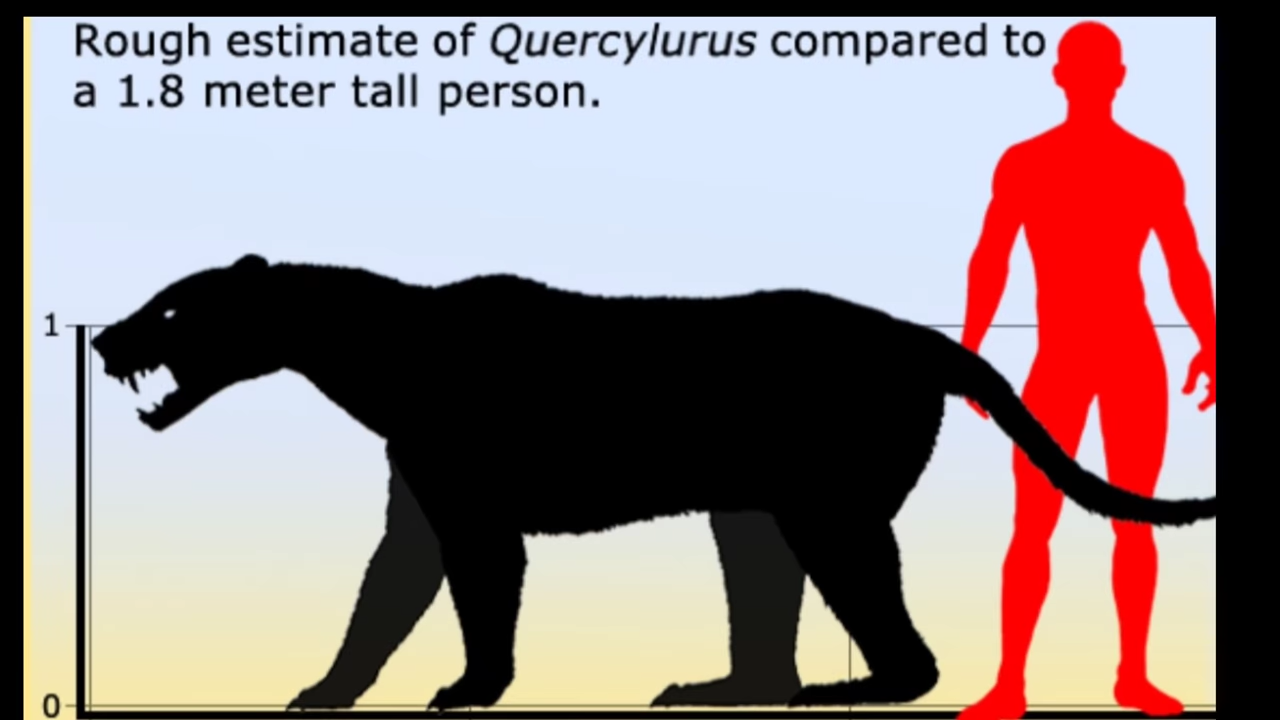 Rough estimate of Quercylurus compared to
a 1.8 meter tall person.
1
0